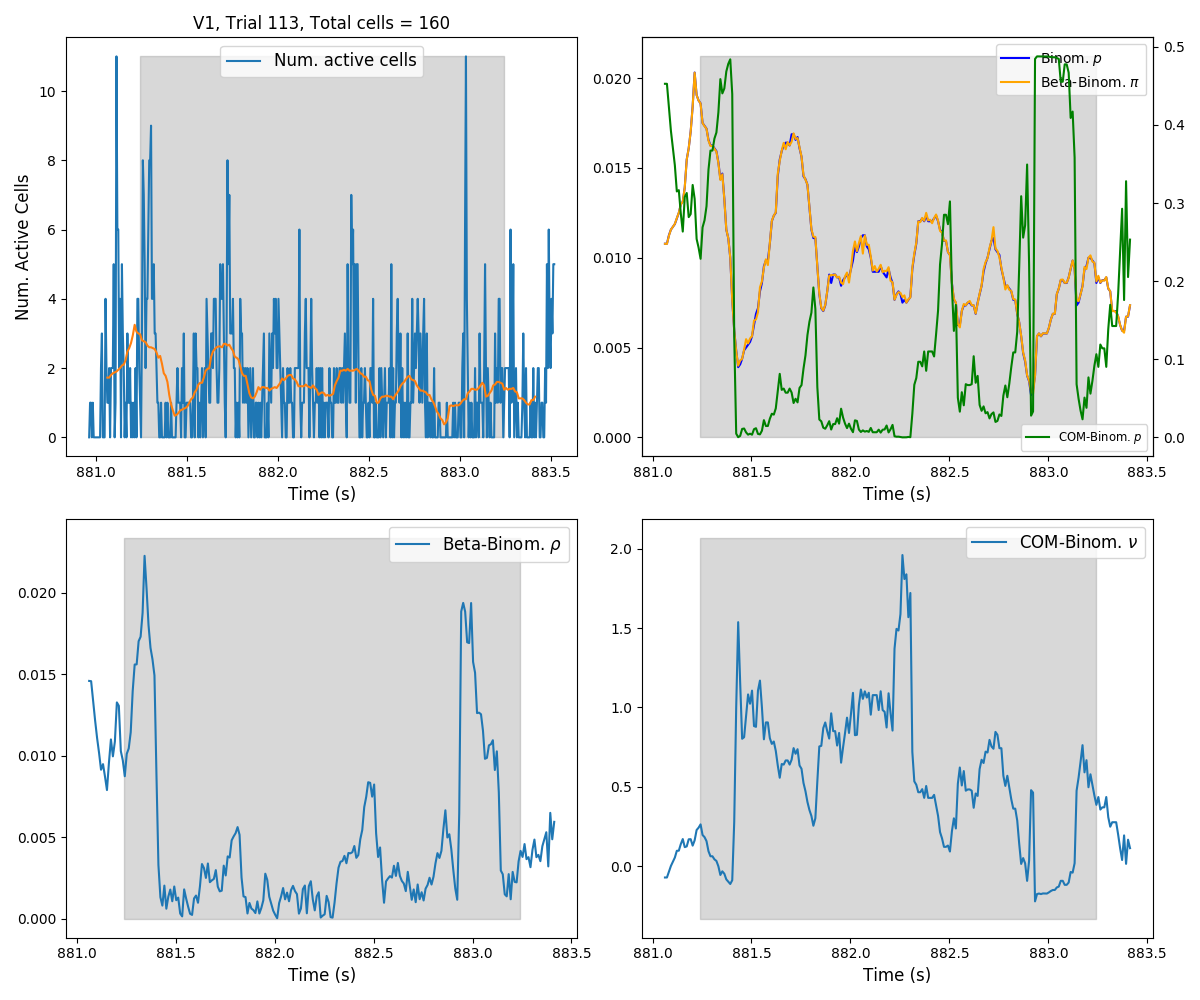 V1, Trial 113, Total cells = 160
Num. active cells
Num. Active Cells
10
8
6
4
2
0
881.0 881.5 882.0 882.5 883.0 883.5
Time (s)
Binom. p
Beta-Binom. π
COM-Binom. p
0.020
0.015
0.010
0.005
0.000
0.5
0.4
0.3
0.2
0.1
0.0
881.0 881.5 882.0 882.5 883.0 883.5
Time (s)
Beta-Binom. ρ
0.020
0.015
0.010
0.005
0.000
881.0 881.5 882.0 882.5 883.0 883.5
Time (s)
COM-Binom. ν
2.0
1.5
1.0
0.5
0.0
881.0 881.5 882.0 882.5 883.0 883.5
Time (s)